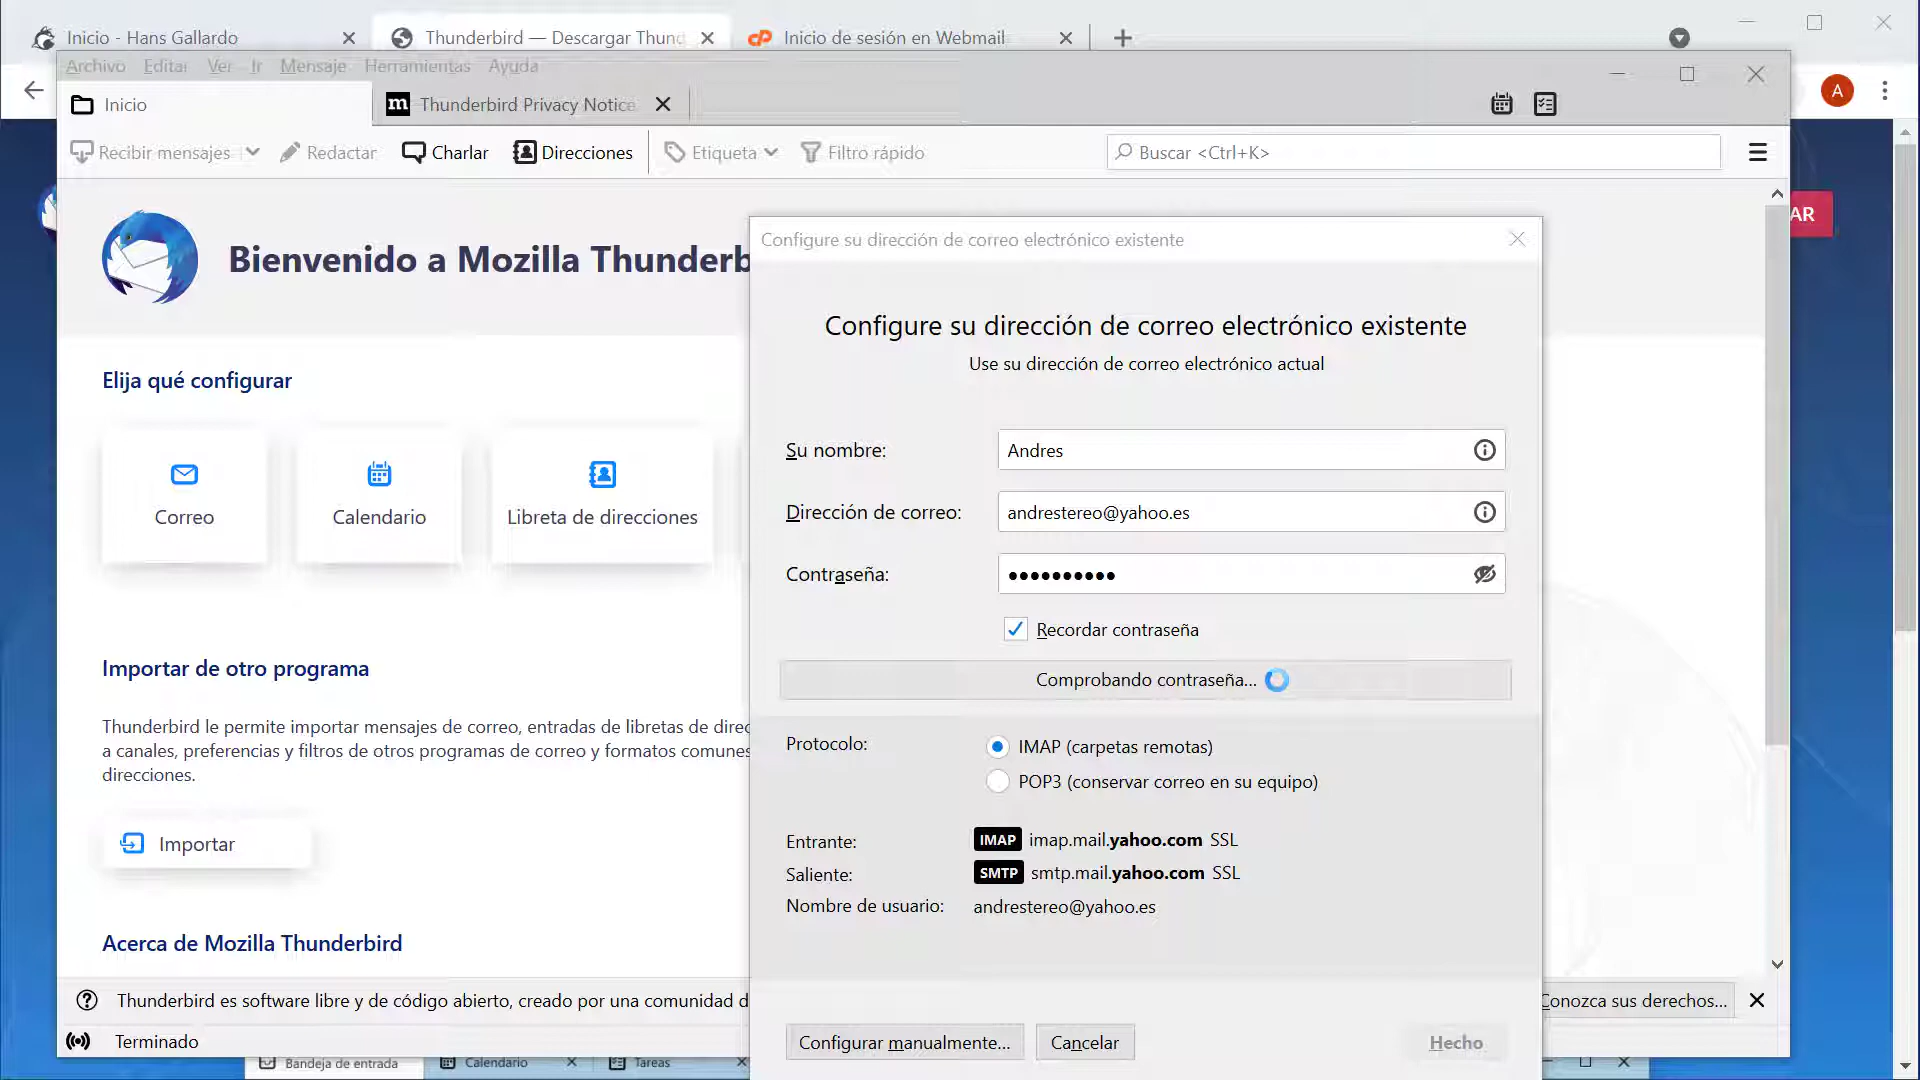 Inicio - Hans Gallardo
Thunderbird — Descargar Thund
Inicio de sesión en Webmail
Archivo Editar Ver Ir Mensaje Herramientas Ayuda
A
Inicio
m Thunderbird Privacy Notice
Recibir mensajes Redactar Charlar Direcciones Etiqueta Filtro rápido Buscar <Ctrl+K>
AR
Bienvenido a Mozilla Thunderb
Elija qué configurar
Correo
Calendario
Libreta de direcciones
Importar de otro programa
Thunderbird le permite importar mensajes de correo, entradas de libretas de direc
a canales, preferencias y filtros de otros programas de correo y formatos comunes
direcciones.
Importar
Acerca de Mozilla Thunderbird
Thunderbird es software libre y de código abierto, creado por una comunidad d
Conozca sus derechos...
Terminado
Bandeja de entrada
Calendario
Tareas
Configure su dirección de correo electrónico existente
Configure su dirección de correo electrónico existente
Use su dirección de correo electrónico actual
Su nombre: Andres
Dirección de correo: andrestereo@yahoo.es
Contraseña: ●●●●●●●●●●
Recordar contraseña
Comprobando contraseña...
Protocolo: IMAP (carpetas remotas)
POP3 (conservar correo en su equipo)
Entrante: IMAP imap.mail.yahoo.com SSL
Saliente: SMTP smtp.mail.yahoo.com SSL
Nombre de usuario: andrestereo@yahoo.es
Configurar manualmente... Cancelar Hecho